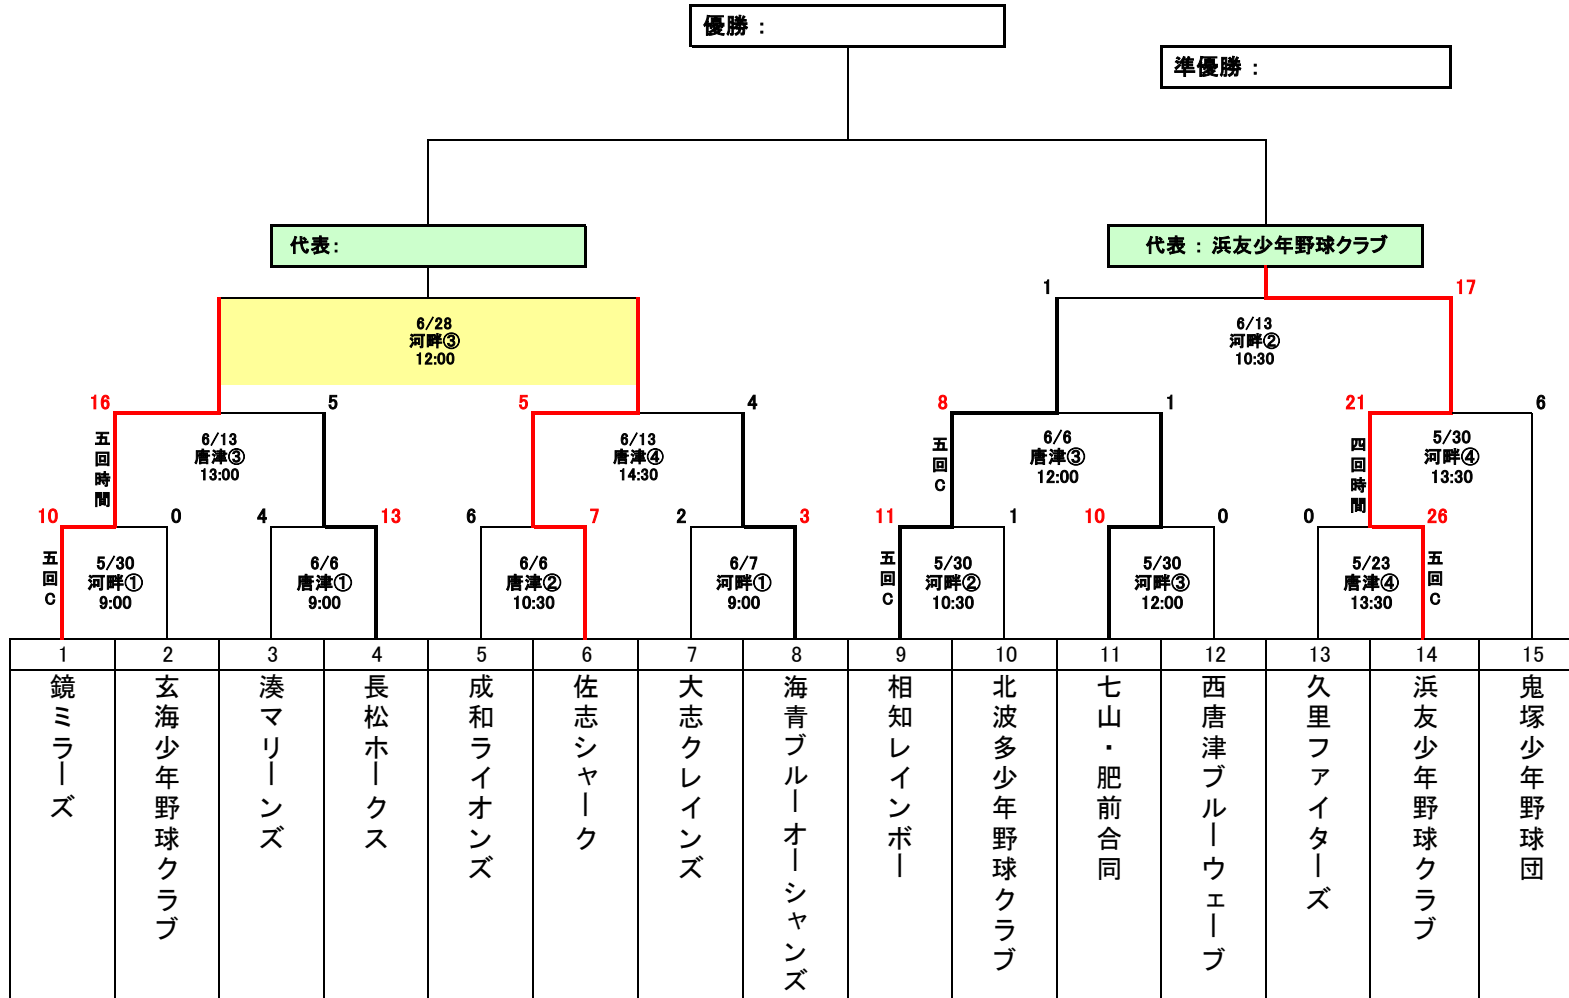 優勝：
準優勝：
代表：
代表：浜友少年野球クラブ
1
17
6/28
河畔③
12:00
6/13
河畔②
10:30
16
5
5
4
8
1
21
6
五回時間
6/13
唐津③
13:00
6/13
唐津④
14:30
五回C
6/6
唐津③
12:00
四回時間
5/30
河畔④
13:30
10
0
4
13
6
7
2
3
11
1
10
0
0
26
五回C
5/30
河畔①
9:00
6/6
唐津①
9:00
6/6
唐津②
10:30
6/7
河畔①
9:00
五回C
5/30
河畔②
10:30
5/30
河畔③
12:00
5/23
唐津④
13:30
五回C
1
2
3
4
5
6
7
8
9
10
11
12
13
14
15
鏡ミラーズ
玄海少年野球クラブ
湊マリーンズ
長松ホークス
成和ライオンズ
佐志シャーク
大志クレインズ
海青ブルーオーシャンズ
相知レインボー
北波多少年野球クラブ
七山・肥前合同
西唐津ブルーウェーブ
久里ファイターズ
浜友少年野球クラブ
鬼塚少年野球団